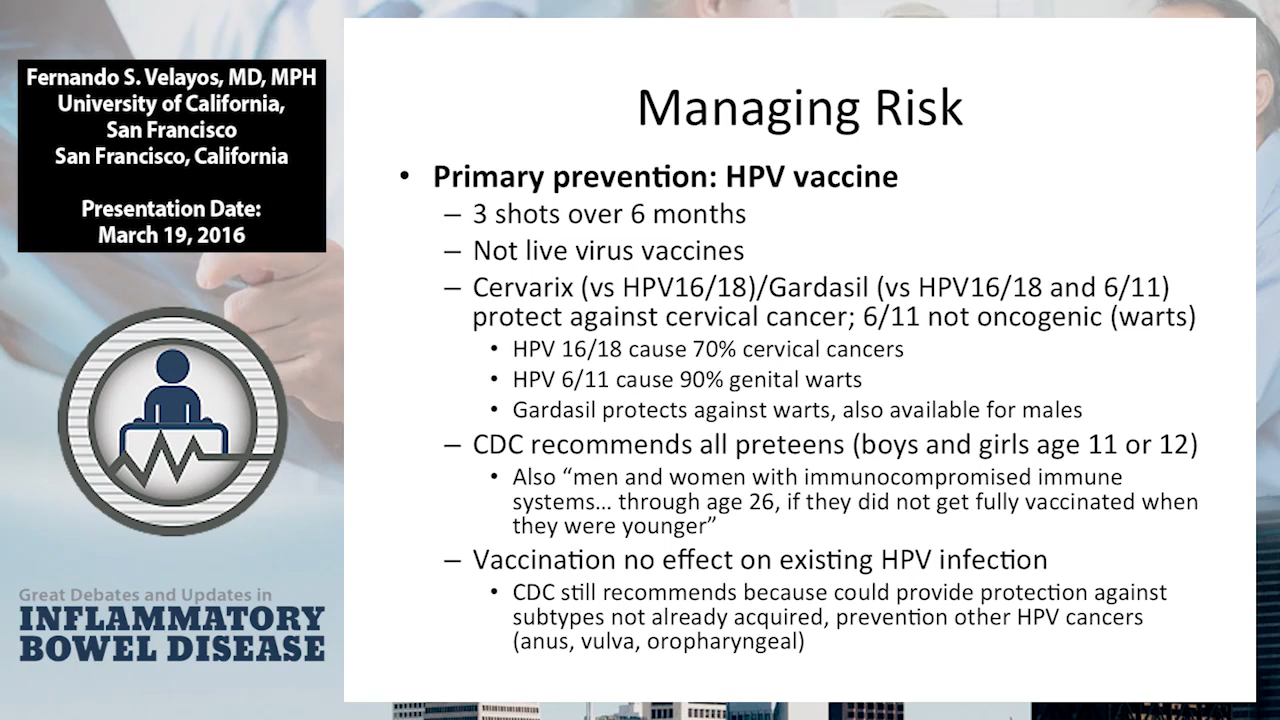 Fernando S. Velayos, MD, MPH
University of California,
San Francisco
San Francisco, California
Presentation Date:
March 19, 2016
Great Debates and Updates in
INFLAMMATORY
BOWEL DISEASE
Managing Risk
• Primary prevention: HPV vaccine
– 3 shots over 6 months
– Not live virus vaccines
– Cervarix (vs HPV16/18)/Gardasil (vs HPV16/18 and 6/11)
protect against cervical cancer; 6/11 not oncogenic (warts)
• HPV 16/18 cause 70% cervical cancers
• HPV 6/11 cause 90% genital warts
• Gardasil protects against warts, also available for males
– CDC recommends all preteens (boys and girls age 11 or 12)
• Also “men and women with immunocompromised immune
systems… through age 26, if they did not get fully vaccinated when
they were younger”
– Vaccination no effect on existing HPV infection
• CDC still recommends because could provide protection against
subtypes not already acquired, prevention other HPV cancers
(anus, vulva, oropharyngeal)